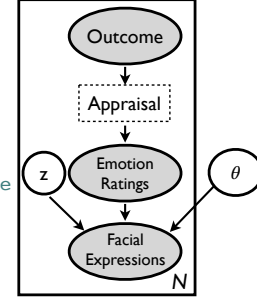 Outcome
Appraisal
Emotion
Ratings
e
z
θ
Facial
Expressions
N